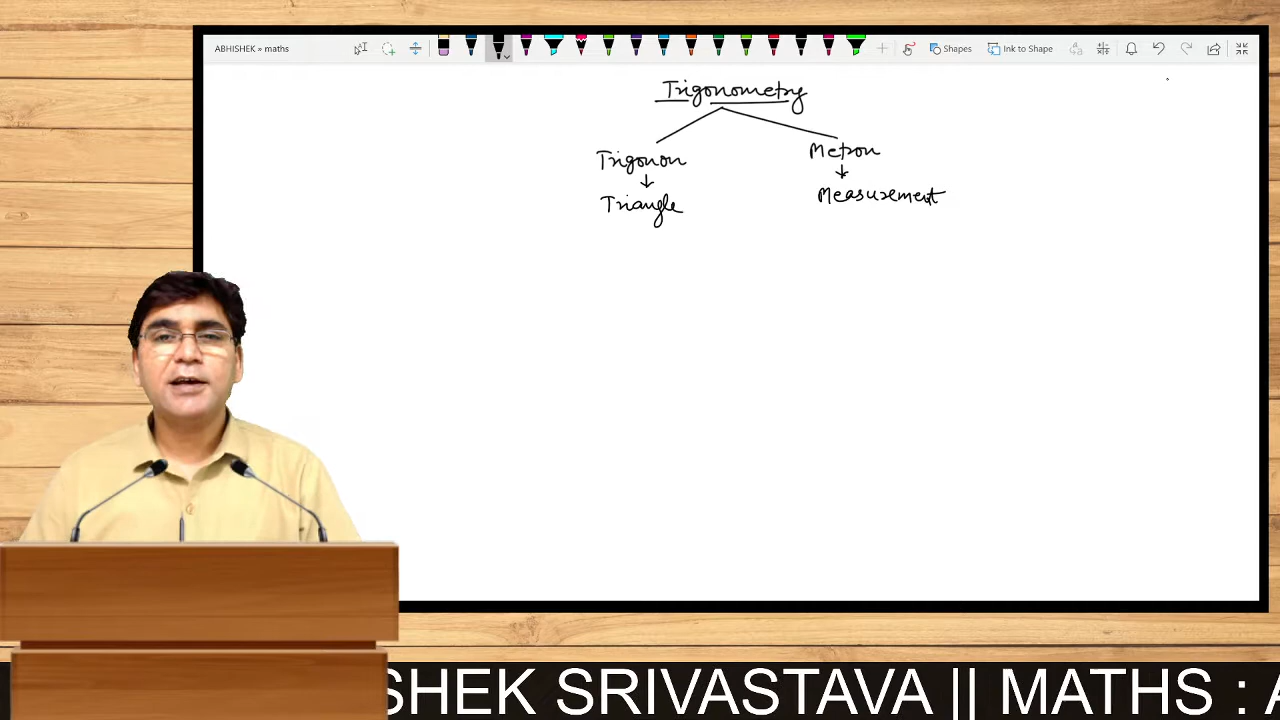 ABHISHEK » maths
Shapes
Ink to Shape
Trigonometry
Trigonon Metron
↓ ↓
Triangle Measurement
SHEK SRIVASTAVA || MATHS : A